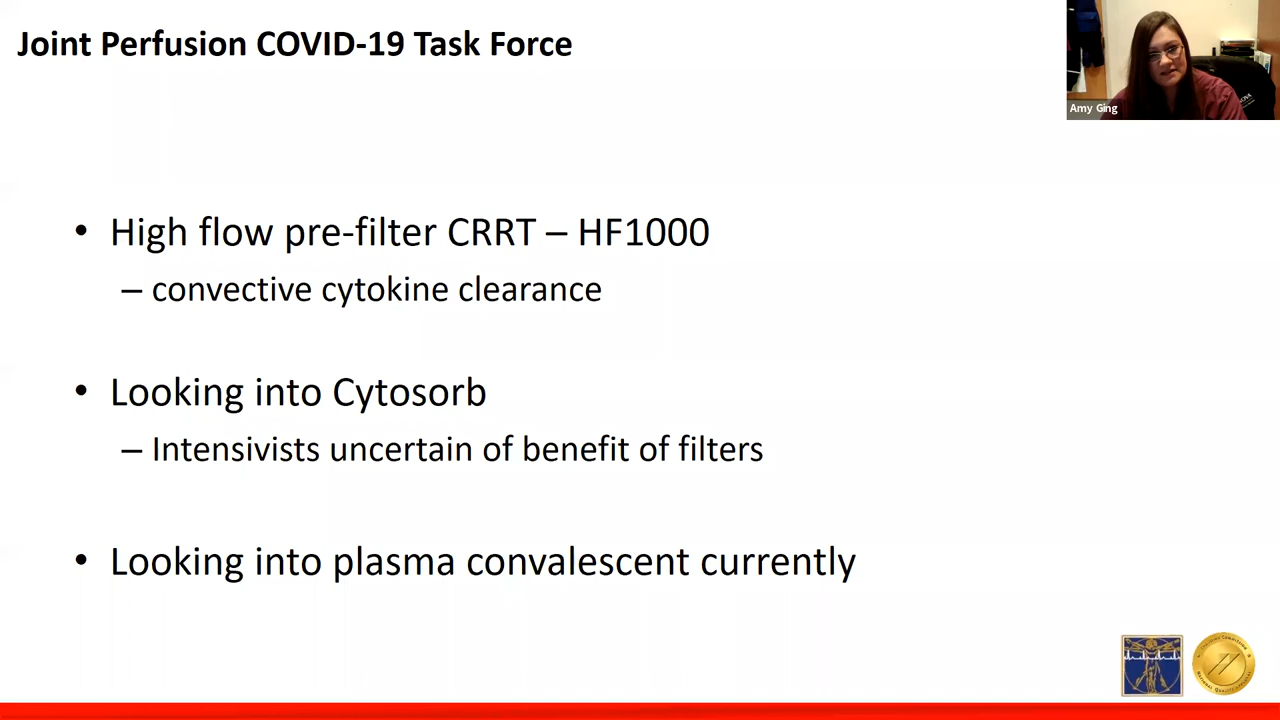 Joint Perfusion COVID-19 Task Force
Amy Ging
• High flow pre-filter CRRT – HF1000
– convective cytokine clearance
• Looking into Cytosorb
– Intensivists uncertain of benefit of filters
• Looking into plasma convalescent currently